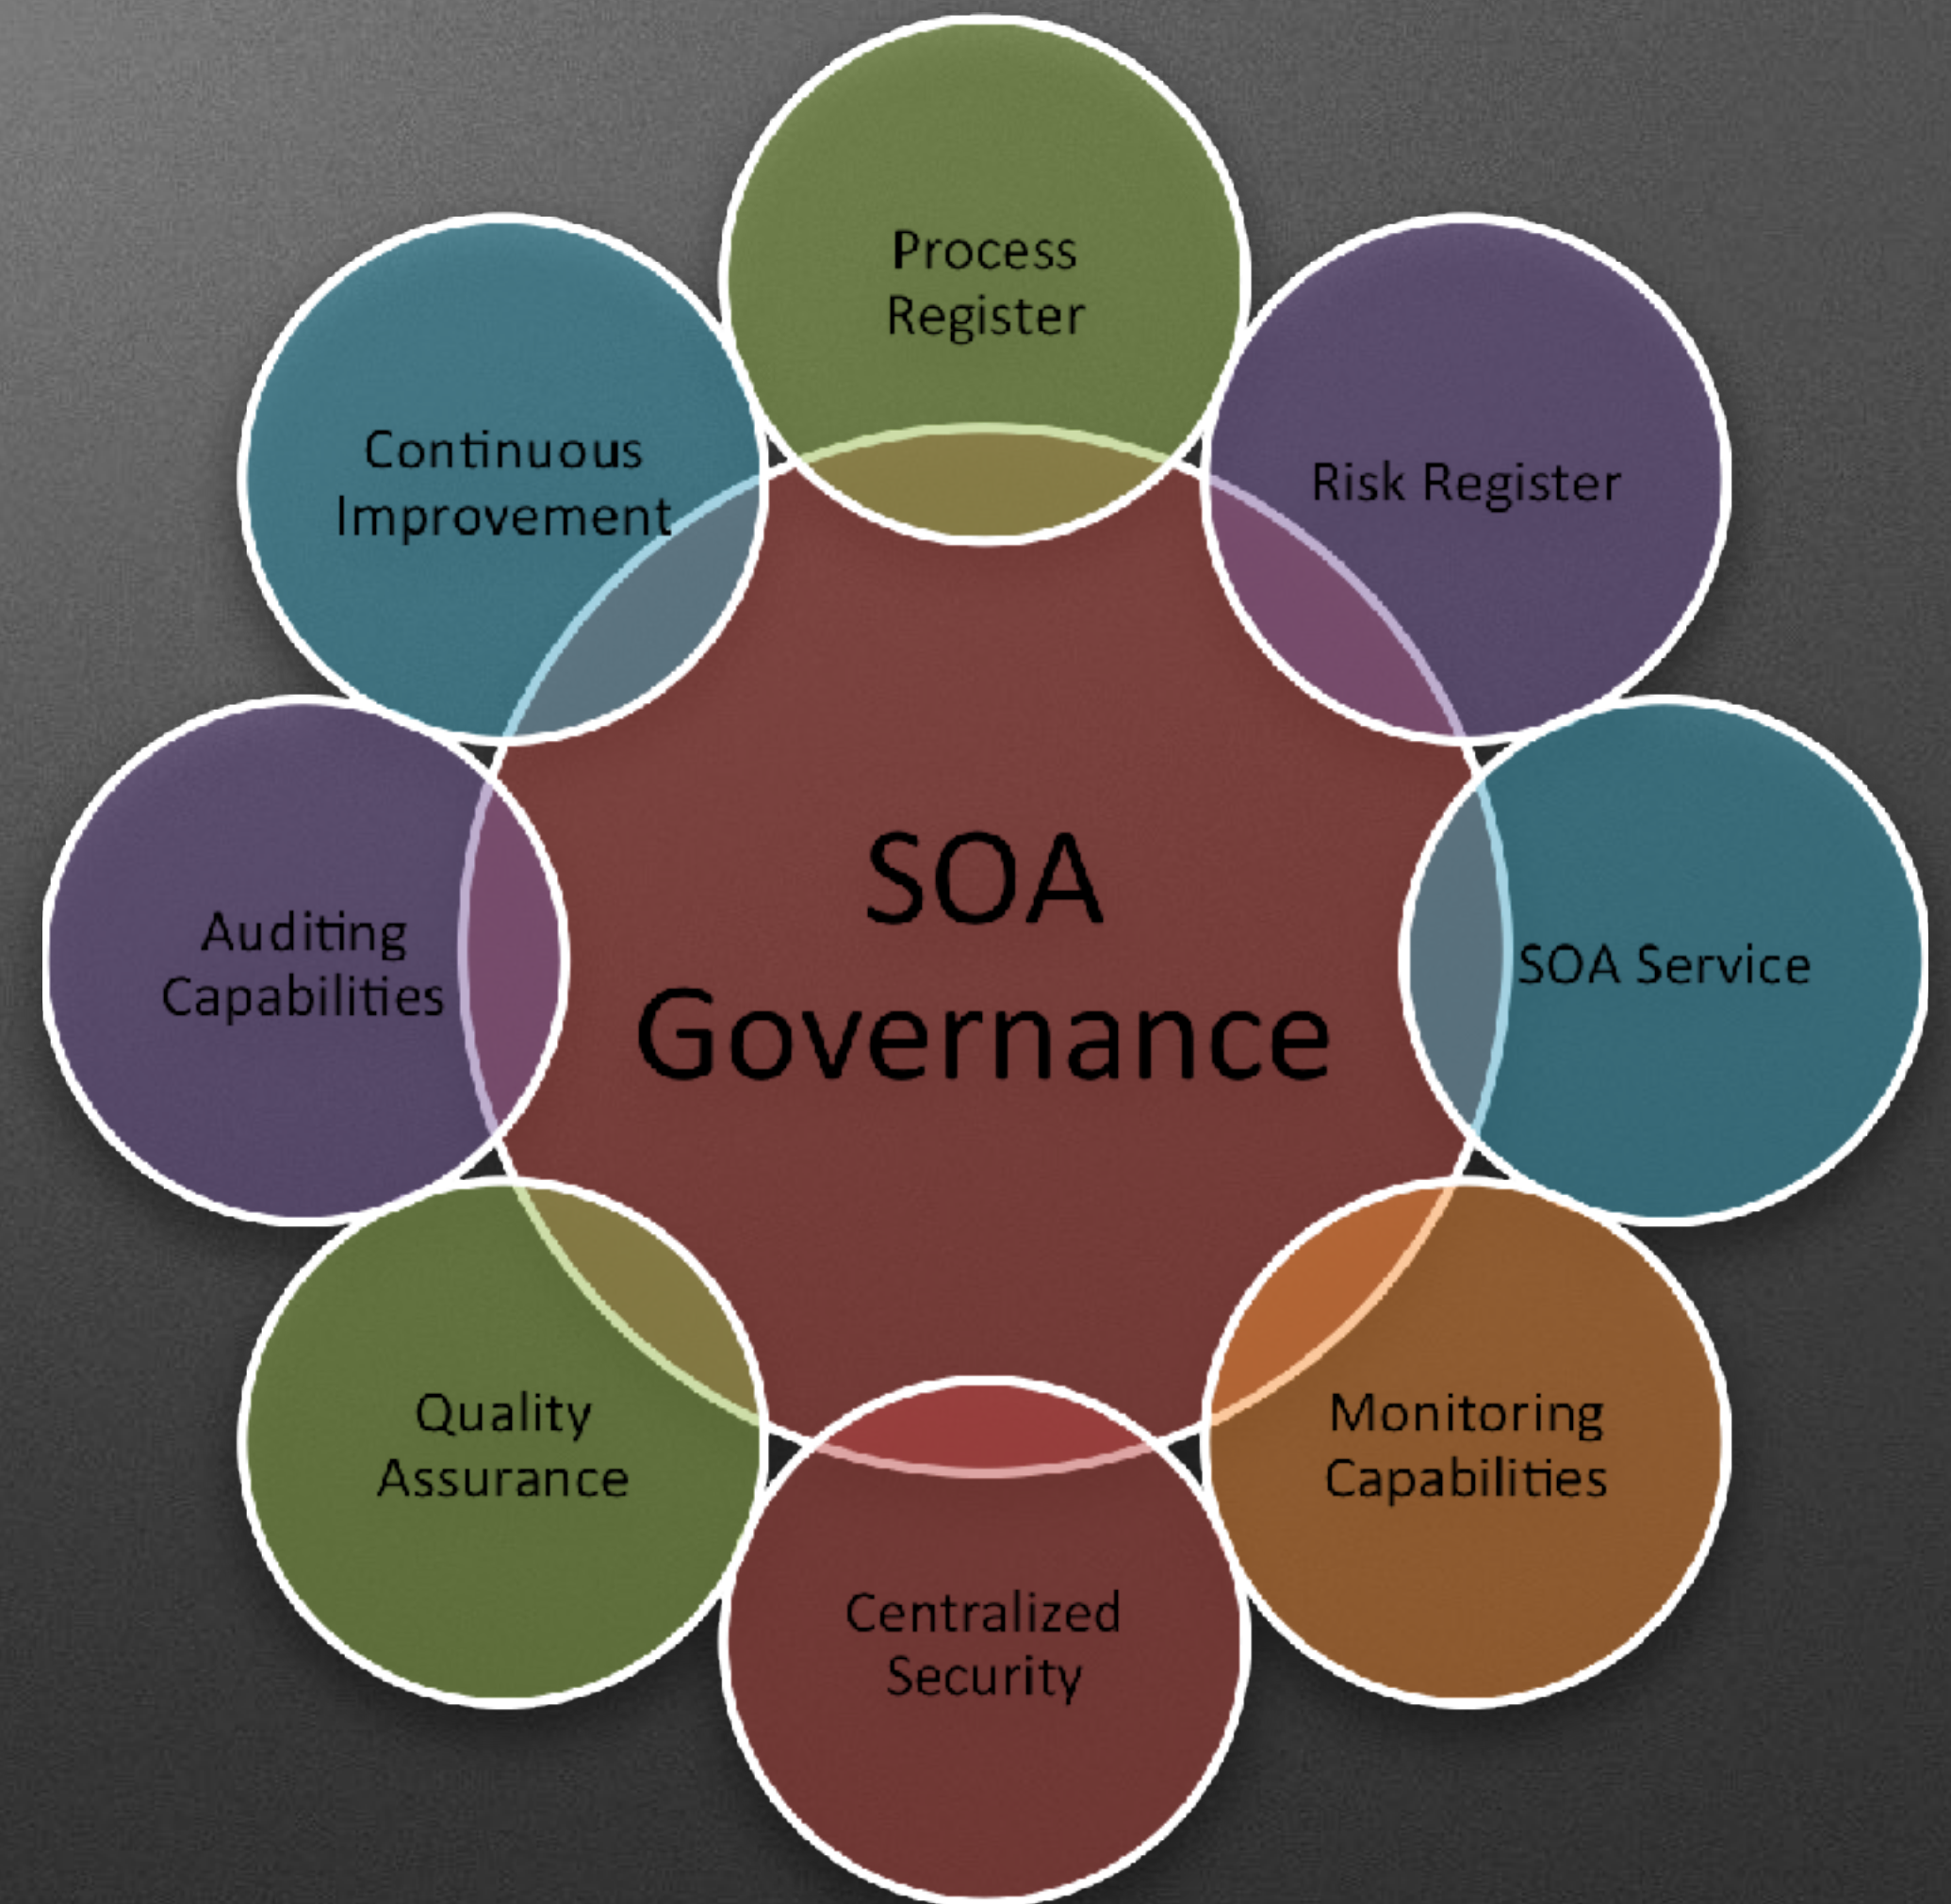 Process
Register
Risk Register
SOA Service
Monitoring
Capabilities
Centralized
Security
Quality
Assurance
Auditing
Capabilities
Continuous
Improvement
SOA
Governance